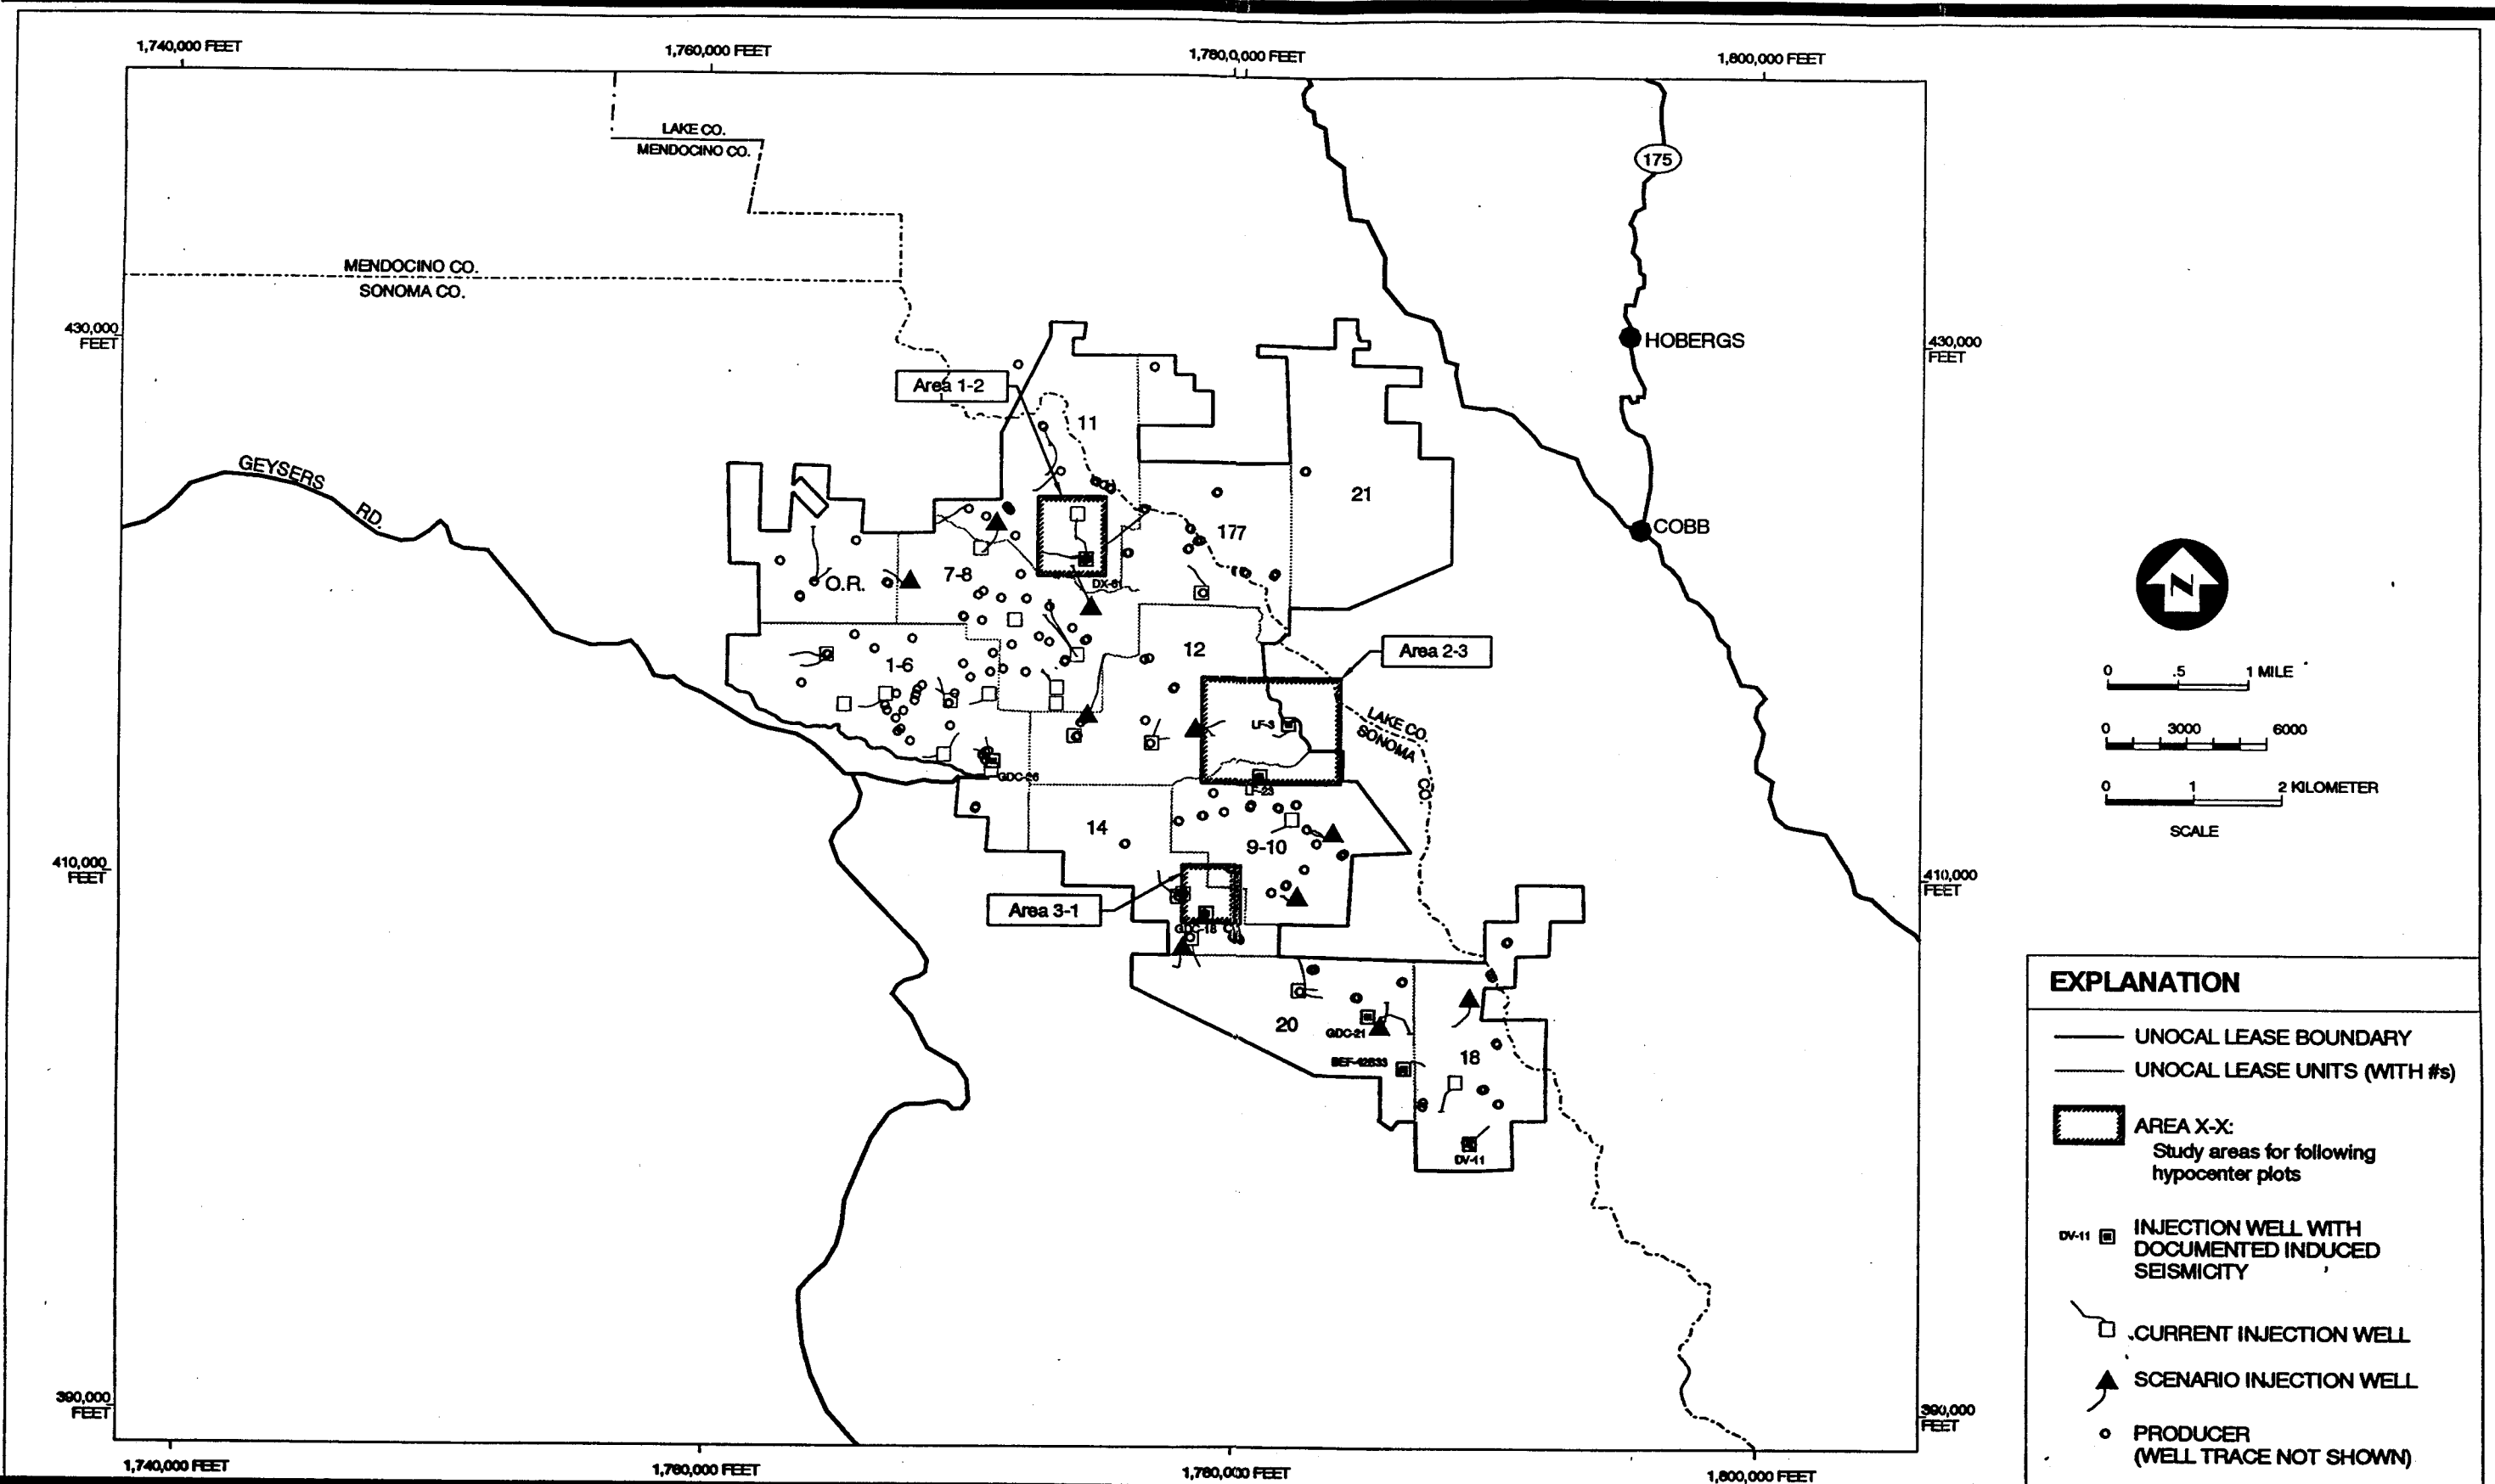 1,740,000 FEET
1,760,000 FEET
1,780,0,000 FEET
1,800,000 FEET
LAKE CO.
MENDOCINO CO.
175
MENDOCINO CO.
SONOMA CO.
430,000
FEET
430,000
FEET
HOBERGS
Area 1-2
11
GEYSERS
RD.
21
177
COBB
7-8
O.R.
N
12
Area 2-3
1-6
0 .5 1 MILE
LF-3
LAKE CO.
SONOMA
CO.
0 3000 6000
GDC-26
LF-23
0 1 2 KILOMETER
SCALE
14
9-10
410,000
FEET
410,000
FEET
Area 3-1
GDC-18
20
GDC-21
18
DV-11
EXPLANATION
UNOCAL LEASE BOUNDARY
UNOCAL LEASE UNITS (WITH #s)
AREA X-X:
Study areas for following
hypocenter plots
DV-11 INJECTION WELL WITH
DOCUMENTED INDUCED
SEISMICITY
CURRENT INJECTION WELL
SCENARIO INJECTION WELL
PRODUCER
(WELL TRACE NOT SHOWN)
390,000
FEET
390,000
FEET
1,740,000 FEET
1,760,000 FEET
1,780,000 FEET
1,800,000 FEET